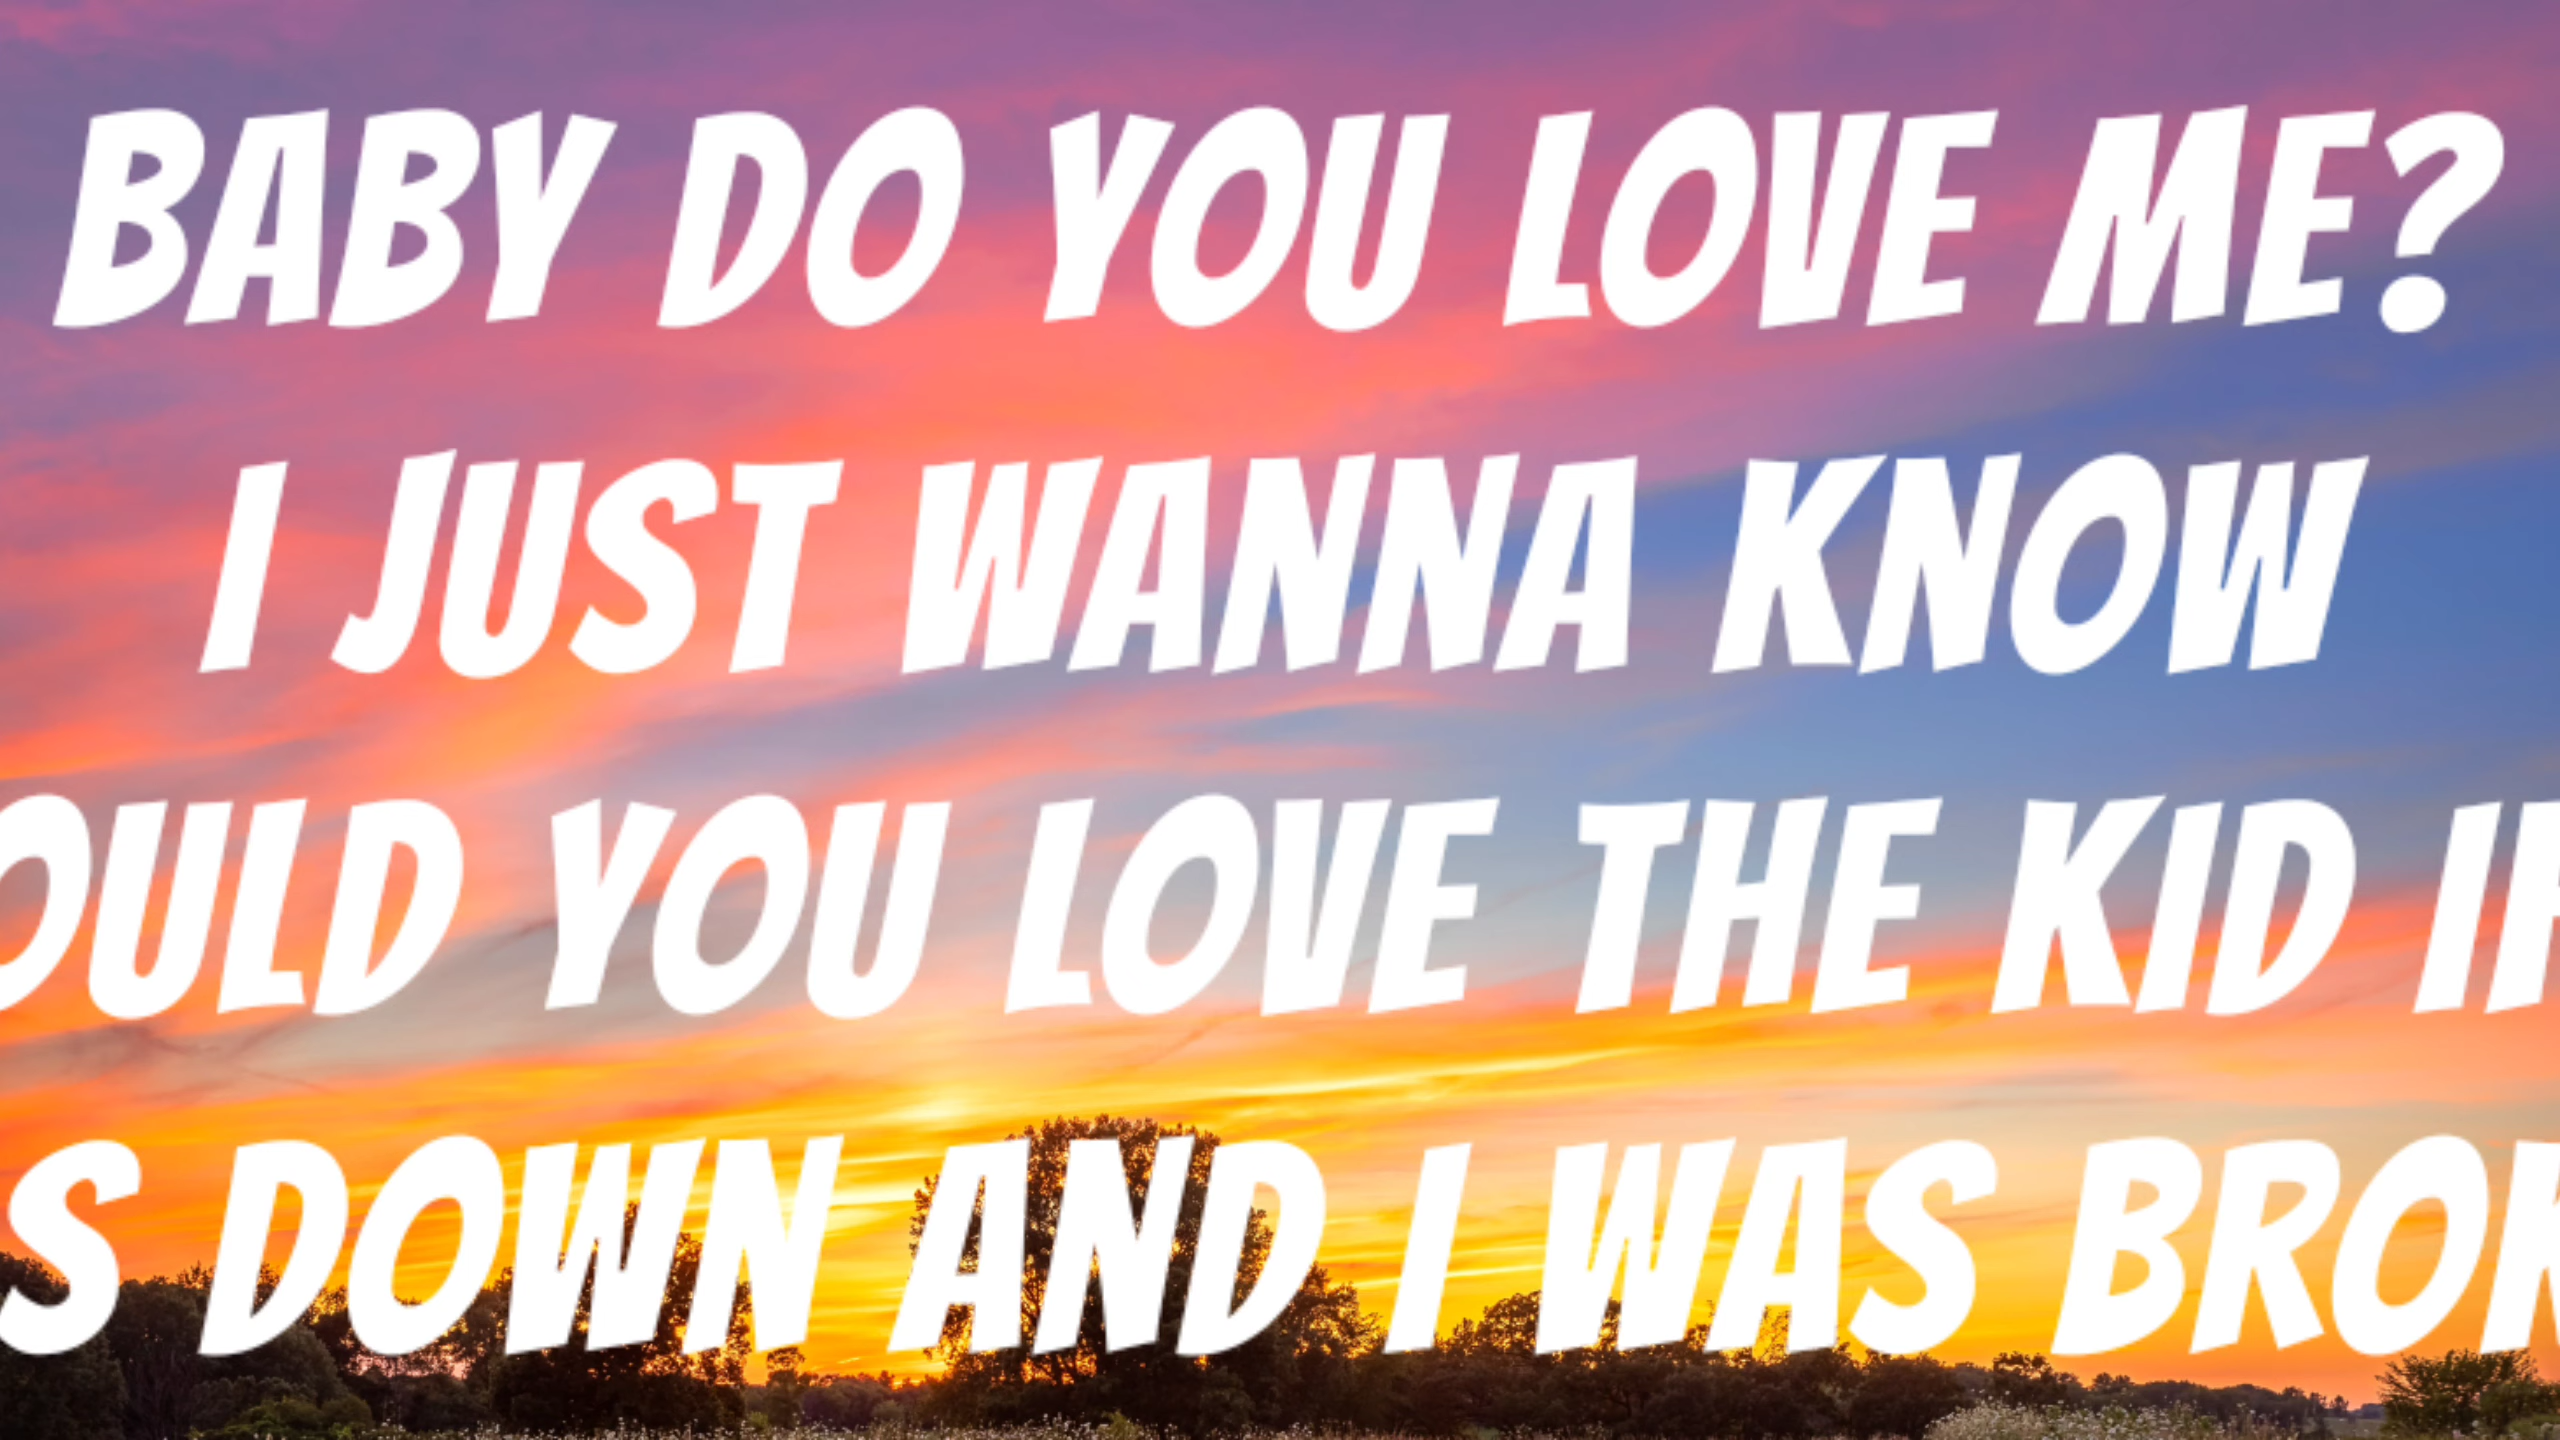 BABY DO YOU LOVE ME?
I JUST WANNA KNOW
OULD YOU LOVE THE KID IF
S DOWN AND I WAS BROK